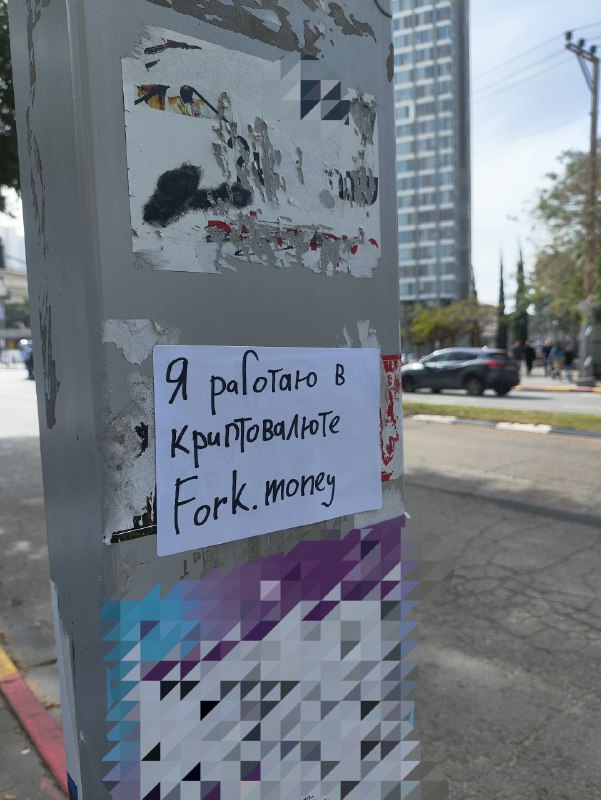 Я работаю в
криптовалюте
Fork.money